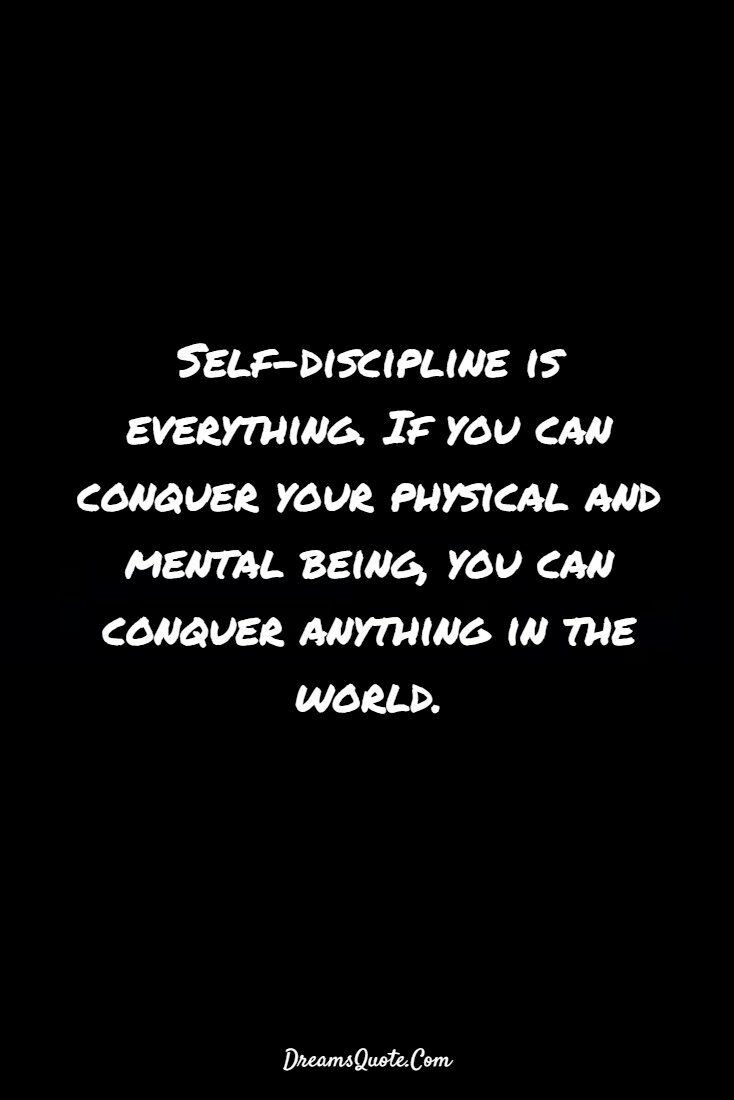 Self-discipline is
everything. If you can
conquer your physical and
mental being, you can
conquer anything in the
world.
DreamsQuote.Com